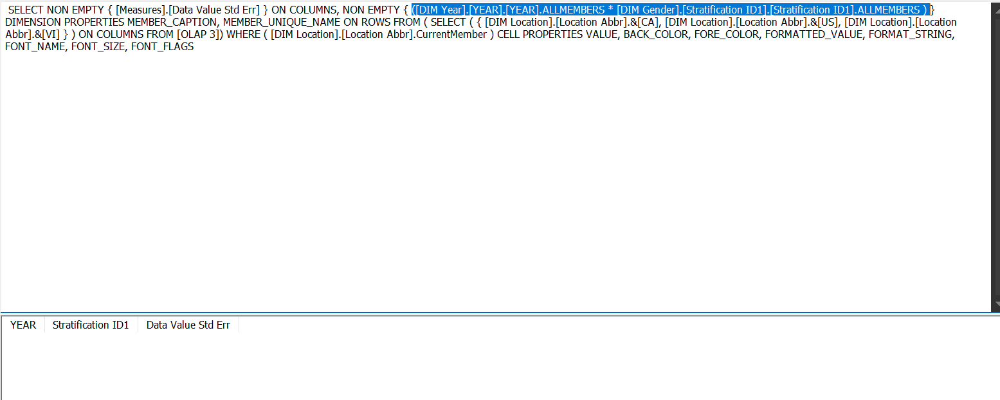 SELECT NON EMPTY { [Measures].[Data Value Std Err] } ON COLUMNS, NON EMPTY { ([DIM Year].[YEAR].[YEAR].ALLMEMBERS * [DIM Gender].[Stratification ID1].[Stratification ID1].ALLMEMBERS ) }
DIMENSION PROPERTIES MEMBER_CAPTION, MEMBER_UNIQUE_NAME ON ROWS FROM ( SELECT ( { [DIM Location].[Location Abbr].&[CA], [DIM Location].[Location Abbr].&[US], [DIM Location].[Location
Abbr].&[VI] } ) ON COLUMNS FROM [OLAP 3]) WHERE ( [DIM Location].[Location Abbr].CurrentMember ) CELL PROPERTIES VALUE, BACK_COLOR, FORE_COLOR, FORMATTED_VALUE, FORMAT_STRING,
FONT_NAME, FONT_SIZE, FONT_FLAGS
YEAR Stratification ID1 Data Value Std Err